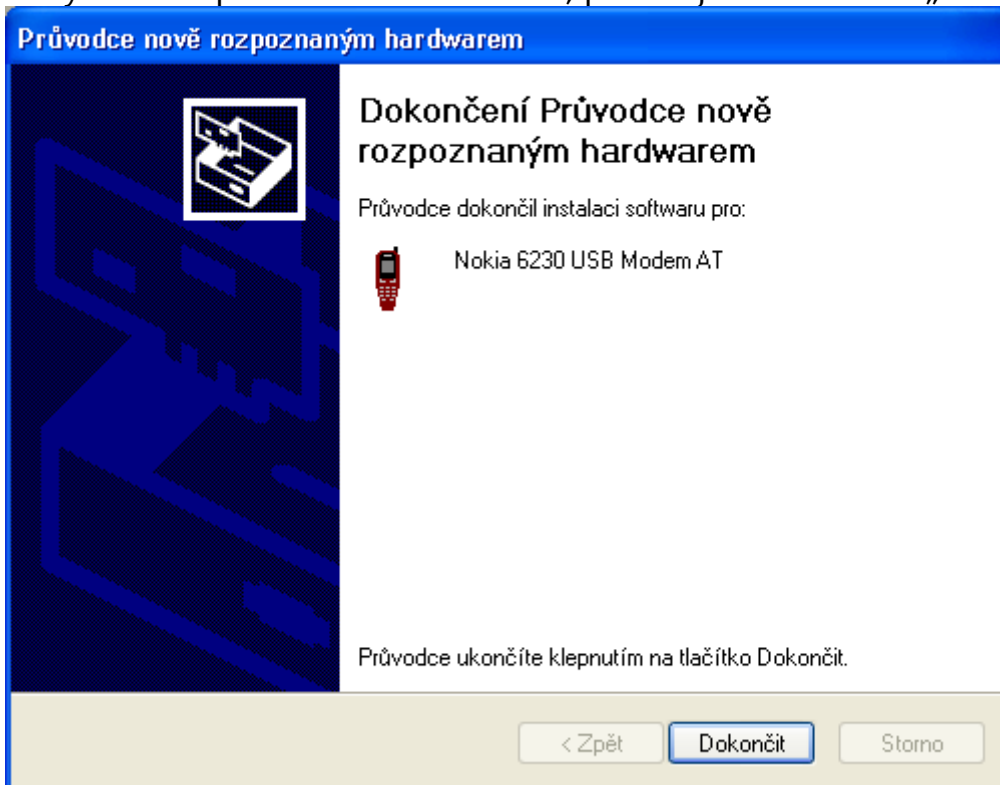 Průvodce nově rozpoznaným hardwarem
Dokončení Průvodce nově
rozpoznaným hardwarem
Průvodce dokončil instalaci softwaru pro:
Nokia 6230 USB Modem AT
Průvodce ukončíte klepnutím na tlačítko Dokončit.
< Zpět
Dokončit
Storno